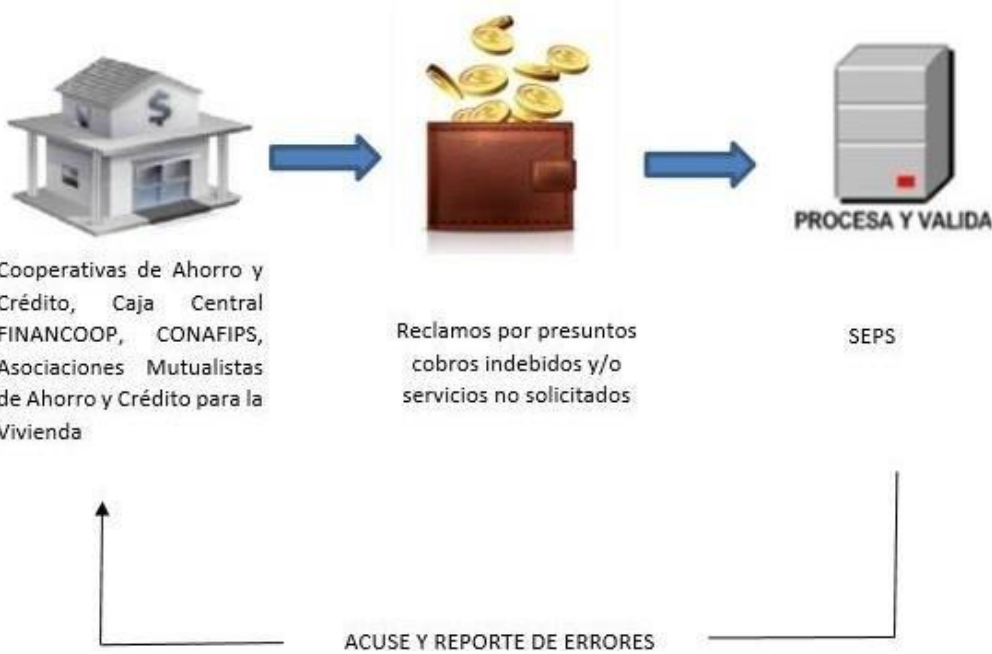 $
PROCESA Y VALIDA
Cooperativas de Ahorro y
Crédito, Caja Central
FINANCOOP, CONAFIPS,
Asociaciones Mutualistas
de Ahorro y Crédito para la
Vivienda
Reclamos por presuntos
cobros indebidos y/o
servicios no solicitados
SEPS
ACUSE Y REPORTE DE ERRORES